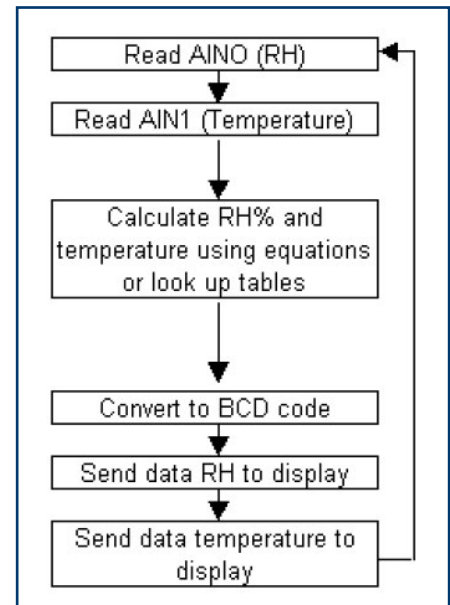 Read AINO (RH)
Read AIN1 (Temperature)
Calculate RH% and
temperature using equations
or look up tables
Convert to BCD code
Send data RH to display
Send data temperature to
display